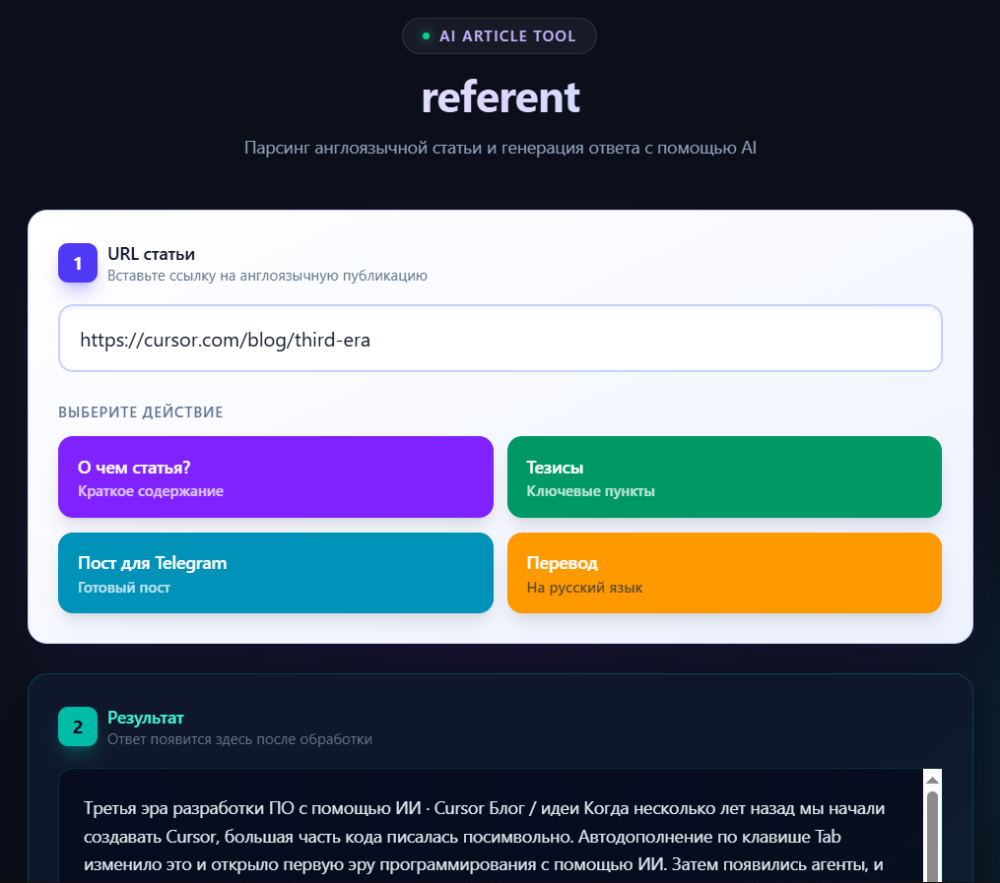 AI ARTICLE TOOL
referent
Парсинг англоязычной статьи и генерация ответа с помощью AI
1
URL статьи
Вставьте ссылку на англоязычную публикацию
https://cursor.com/blog/third-era
ВЫБЕРИТЕ ДЕЙСТВИЕ
О чем статья?
Краткое содержание
Тезисы
Ключевые пункты
Пост для Telegram
Готовый пост
Перевод
На русский язык
2
Результат
Ответ появится здесь после обработки
Третья эра разработки ПО с помощью ИИ · Cursor Блог / идеи Когда несколько лет назад мы начали
создавать Cursor, большая часть кода писалась посимвольно. Автодополнение по клавише Tab
изменило это и открыло первую эру программирования с помощью ИИ. Затем появились агенты, и